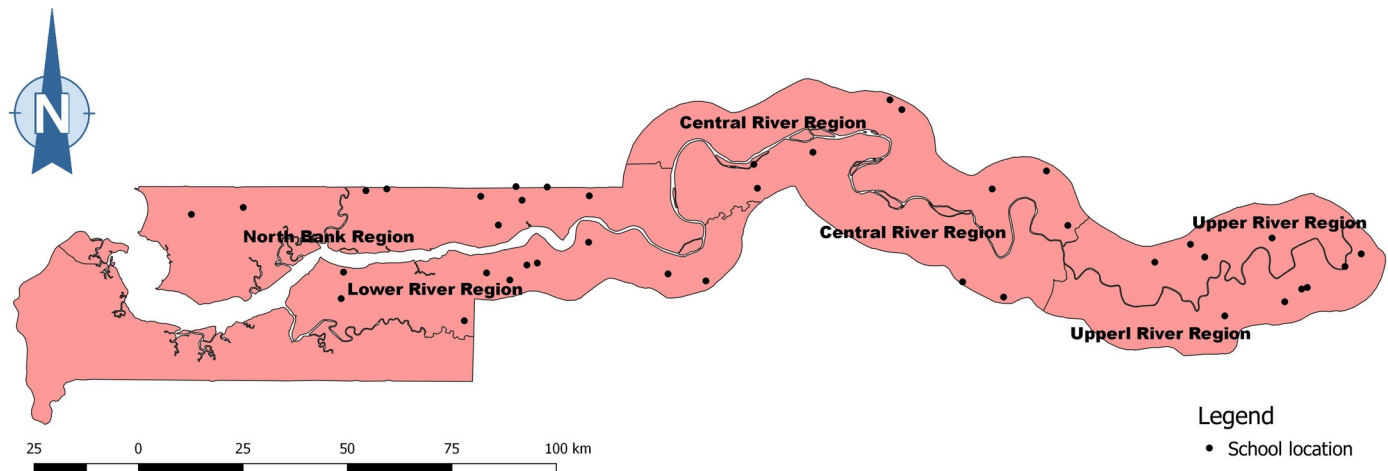 N
Central River Region
North Bank Region
Central River Region
Upper River Region
Lower River Region
Upperl River Region
Legend
School location
25 0 25 50 75 100 km